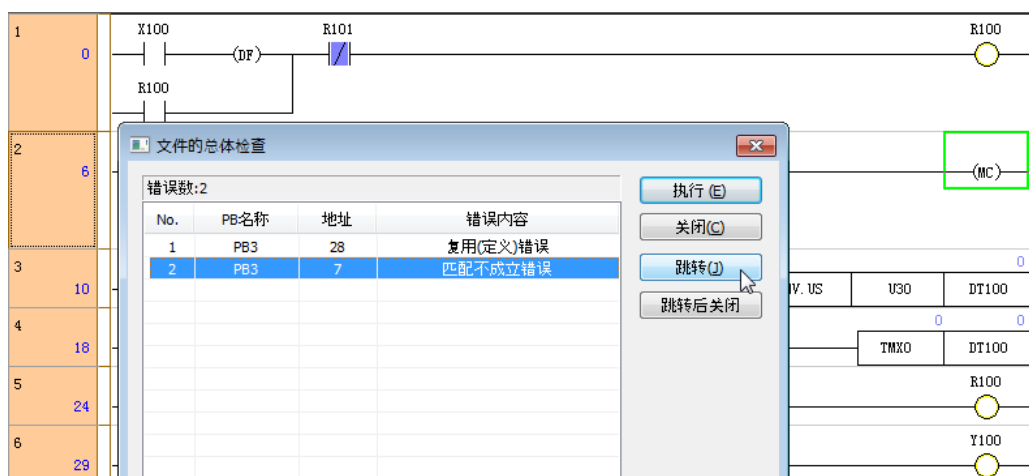 1
X100
R101
R100
0
(DF)
R100
文件的总体检查
2
6
(MC)
错误数:2
执行(E)
No.
PB名称
地址
错误内容
关闭(C)
1
PB3
28
复用(定义)错误
2
PB3
7
匹配不成立错误
跳转(J)
跳转后关闭
3
0
10
V.US
U30
DT100
4
0
0
18
TMX0
DT100
5
R100
24
6
Y100
29